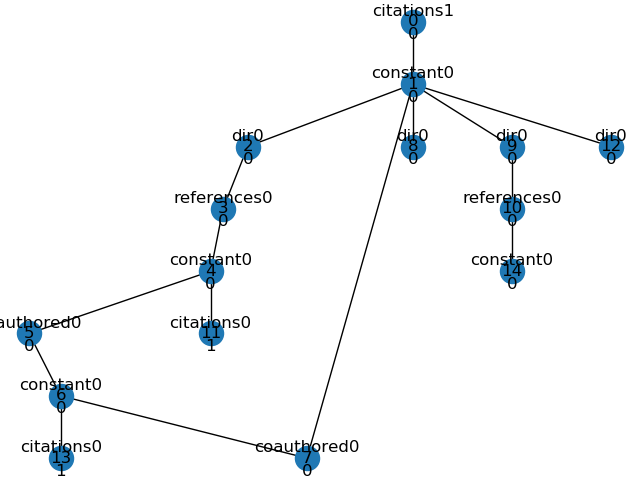 citations1
0
0
constant0
1
0
dir0 dir0 dir0 dir0
2 8 9 12
0 0 0 0
references0 references0
3 10
0 0
constant0 constant0
4 14
0 0
authored0 citations0
5 11
0 1
constant0
6
0
citations0 coauthored0
13 7
1 0